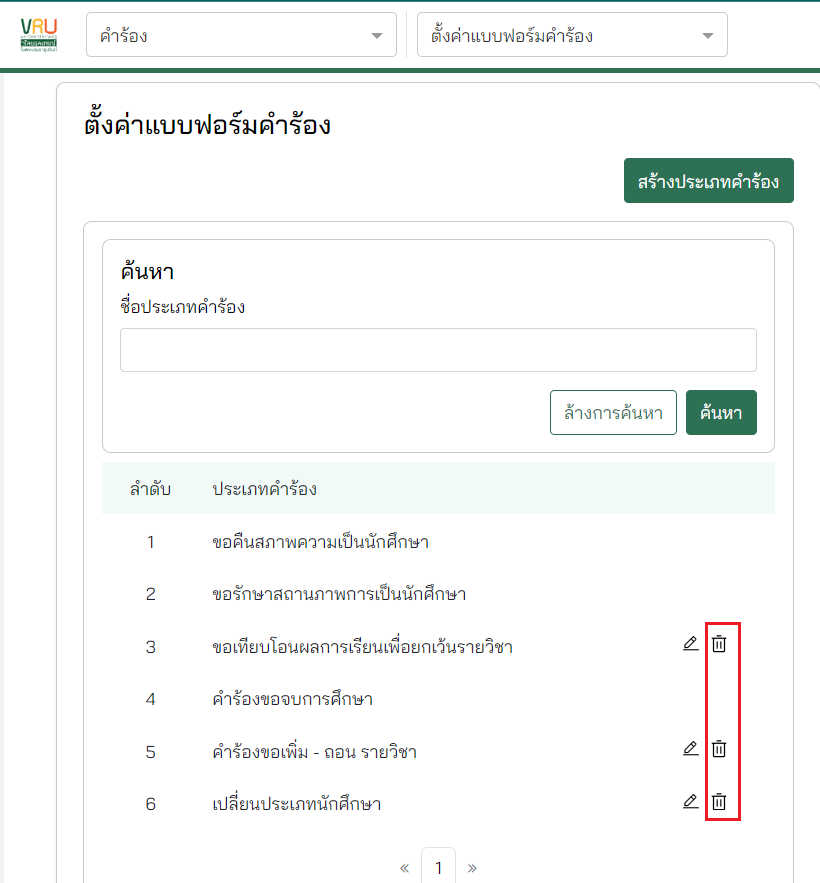 VRU
คำร้อง
ตั้งค่าแบบฟอร์มคำร้อง
ตั้งค่าแบบฟอร์มคำร้อง
สร้างประเภทคำร้อง
ค้นหา
ชื่อประเภทคำร้อง
ล้างการค้นหา
ค้นหา
ลำดับ ประเภทคำร้อง
1 ขอคืนสภาพความเป็นนักศึกษา
2 ขอรักษาสถานภาพการเป็นนักศึกษา
3 ขอเทียบโอนผลการเรียนเพื่อยกเว้นรายวิชา
4 คำร้องขอจบการศึกษา
5 คำร้องขอเพิ่ม - ถอน รายวิชา
6 เปลี่ยนประเภทนักศึกษา
« 1 »